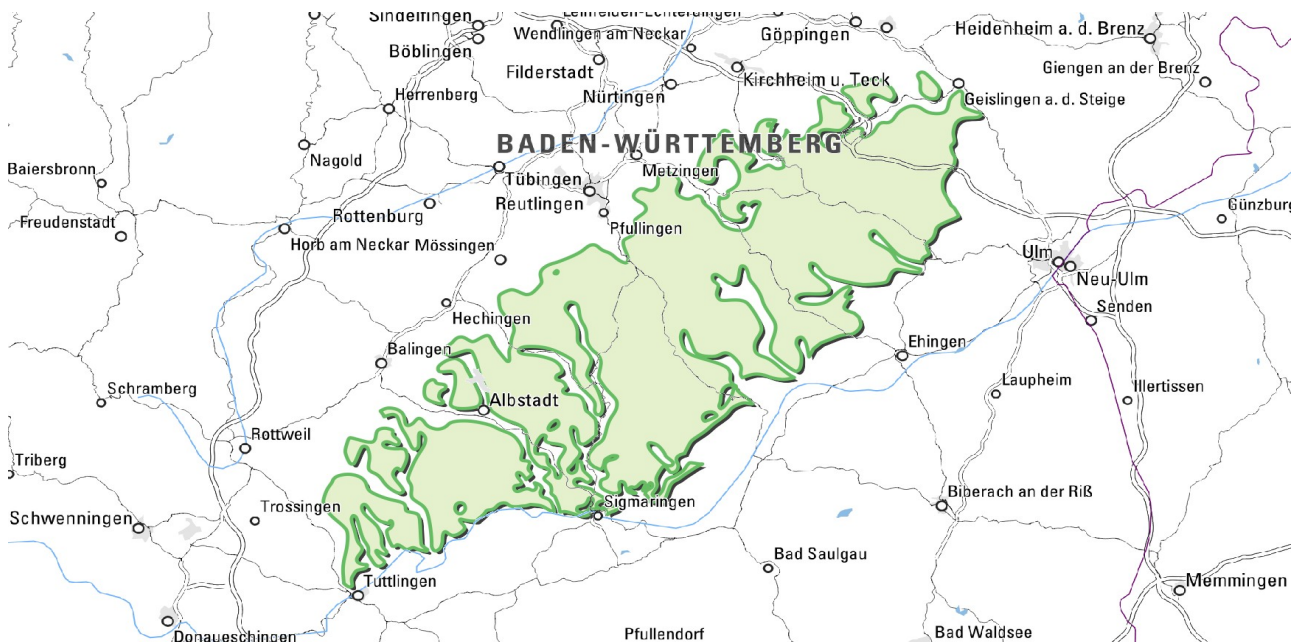 Sindelfingen
Leinfelden-Echterdingen
Böblingen
Wendlingen am Neckar
Göppingen
Heidenheim a. d. Brenz
Filderstadt
Kirchheim u. Teck
Giengen an der Brenz
Herrenberg
Nürtingen
Geislingen a. d. Steige
BADEN-WÜRTTEMBERG
Nagold
Baiersbronn
Tübingen
Metzingen
Reutlingen
Freudenstadt
Rottenburg
Günzburg
Horb am Neckar
Mössingen
Pfullingen
Ulm
Neu-Ulm
Senden
Hechingen
Balingen
Ehingen
Schramberg
Albstadt
Laupheim
Illertissen
Rottweil
Triberg
Trossingen
Sigmaringen
Biberach an der Riß
Schwenningen
Bad Saulgau
Tuttlingen
Memmingen
Donaueschingen
Pfullendorf
Bad Waldsee